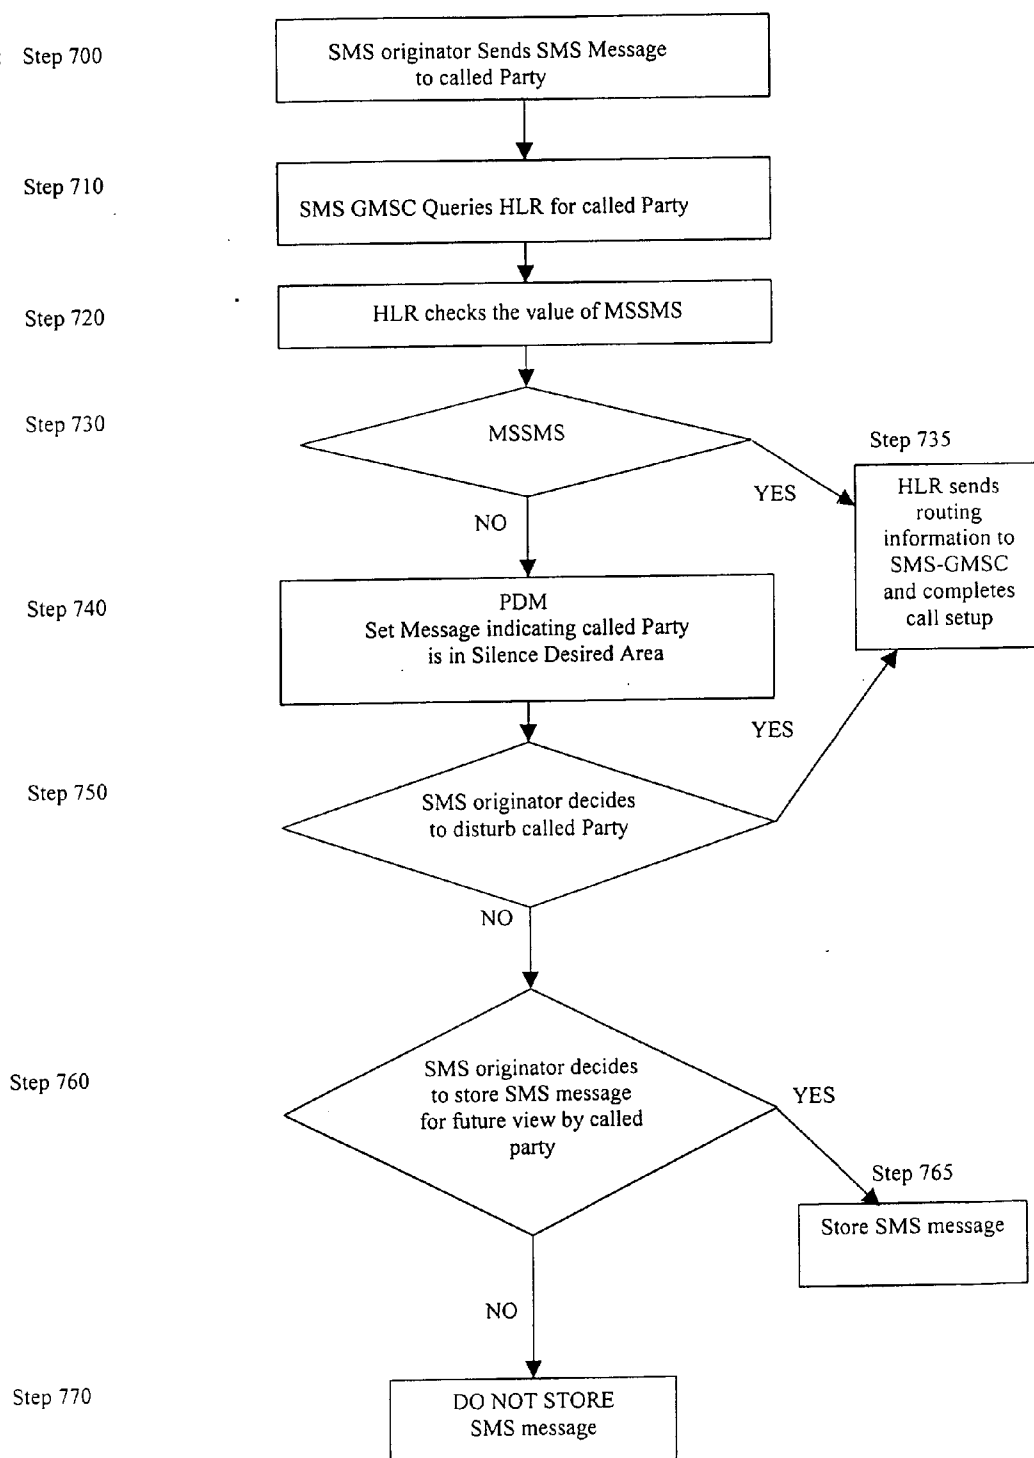 Step 700
SMS originator Sends SMS Message
to called Party
Step 710
SMS GMSC Queries HLR for called Party
Step 720
HLR checks the value of MSSMS
Step 730
MSSMS
YES
NO
Step 735
HLR sends
routing
information to
SMS-GMSC
and completes
call setup
Step 740
PDM
Set Message indicating called Party
is in Silence Desired Area
YES
Step 750
SMS originator decides
to disturb called Party
NO
Step 760
SMS originator decides
to store SMS message
for future view by called
party
YES
Step 765
Store SMS message
NO
Step 770
DO NOT STORE
SMS message